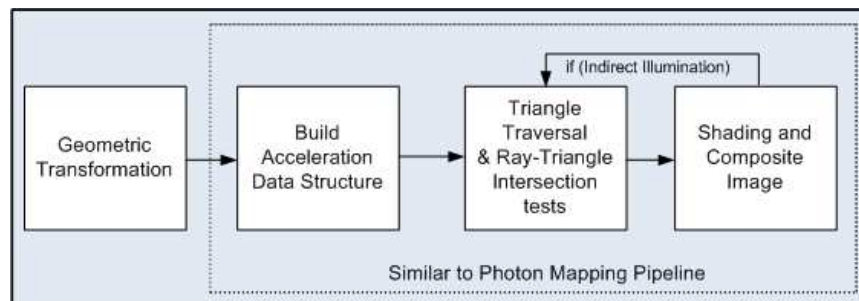 if (Indirect Illumination)
Geometric
Transformation
Build
Acceleration
Data Structure
Triangle
Traversal
& Ray-Triangle
Intersection
tests
Shading and
Composite
Image
Similar to Photon Mapping Pipeline